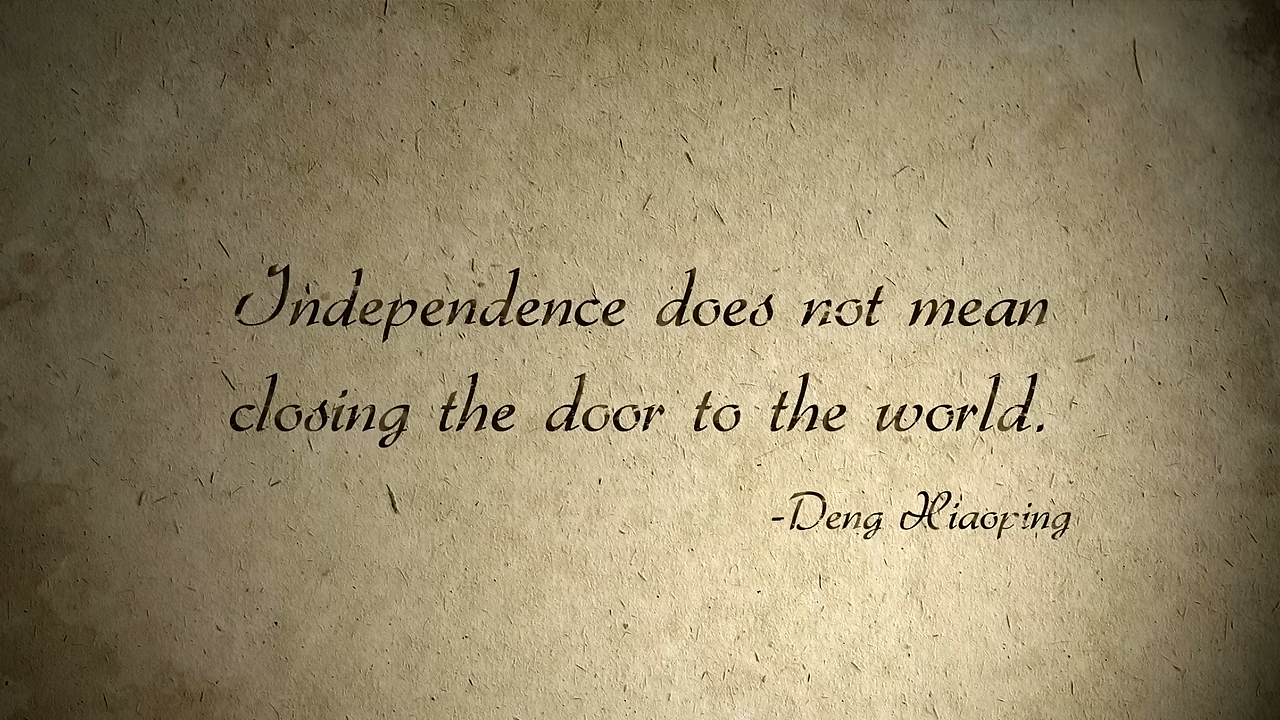 Independence does not mean
closing the door to the world.
-Deng Xiaoping